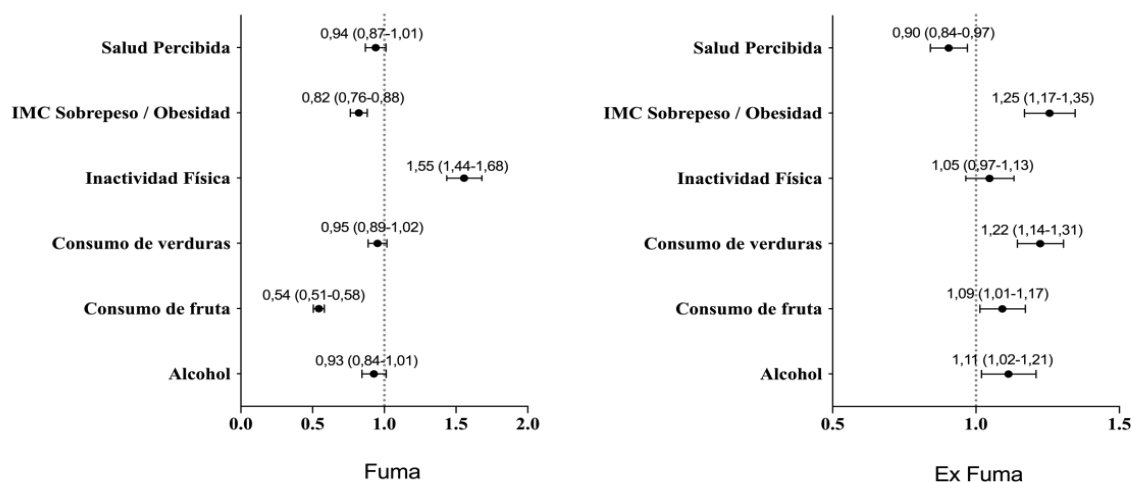 Salud Percibida
0,94 (0,87-1,01)
IMC Sobrepeso / Obesidad
0,82 (0,76-0,88)
Inactividad Física
1,55 (1,44-1,68)
Consumo de verduras
0,95 (0,89-1,02)
Consumo de fruta
0,54 (0,51-0,58)
Alcohol
0,93 (0,84-1,01)
0.0 0.5 1.0 1.5 2.0
Fuma
Salud Percibida
0,90 (0,84-0,97)
IMC Sobrepeso / Obesidad
1,25 (1,17-1,35)
Inactividad Física
1,05 (0,97-1,13)
Consumo de verduras
1,22 (1,14-1,31)
Consumo de fruta
1,09 (1,01-1,17)
Alcohol
1,11 (1,02-1,21)
0.5 1.0 1.5
Ex Fuma